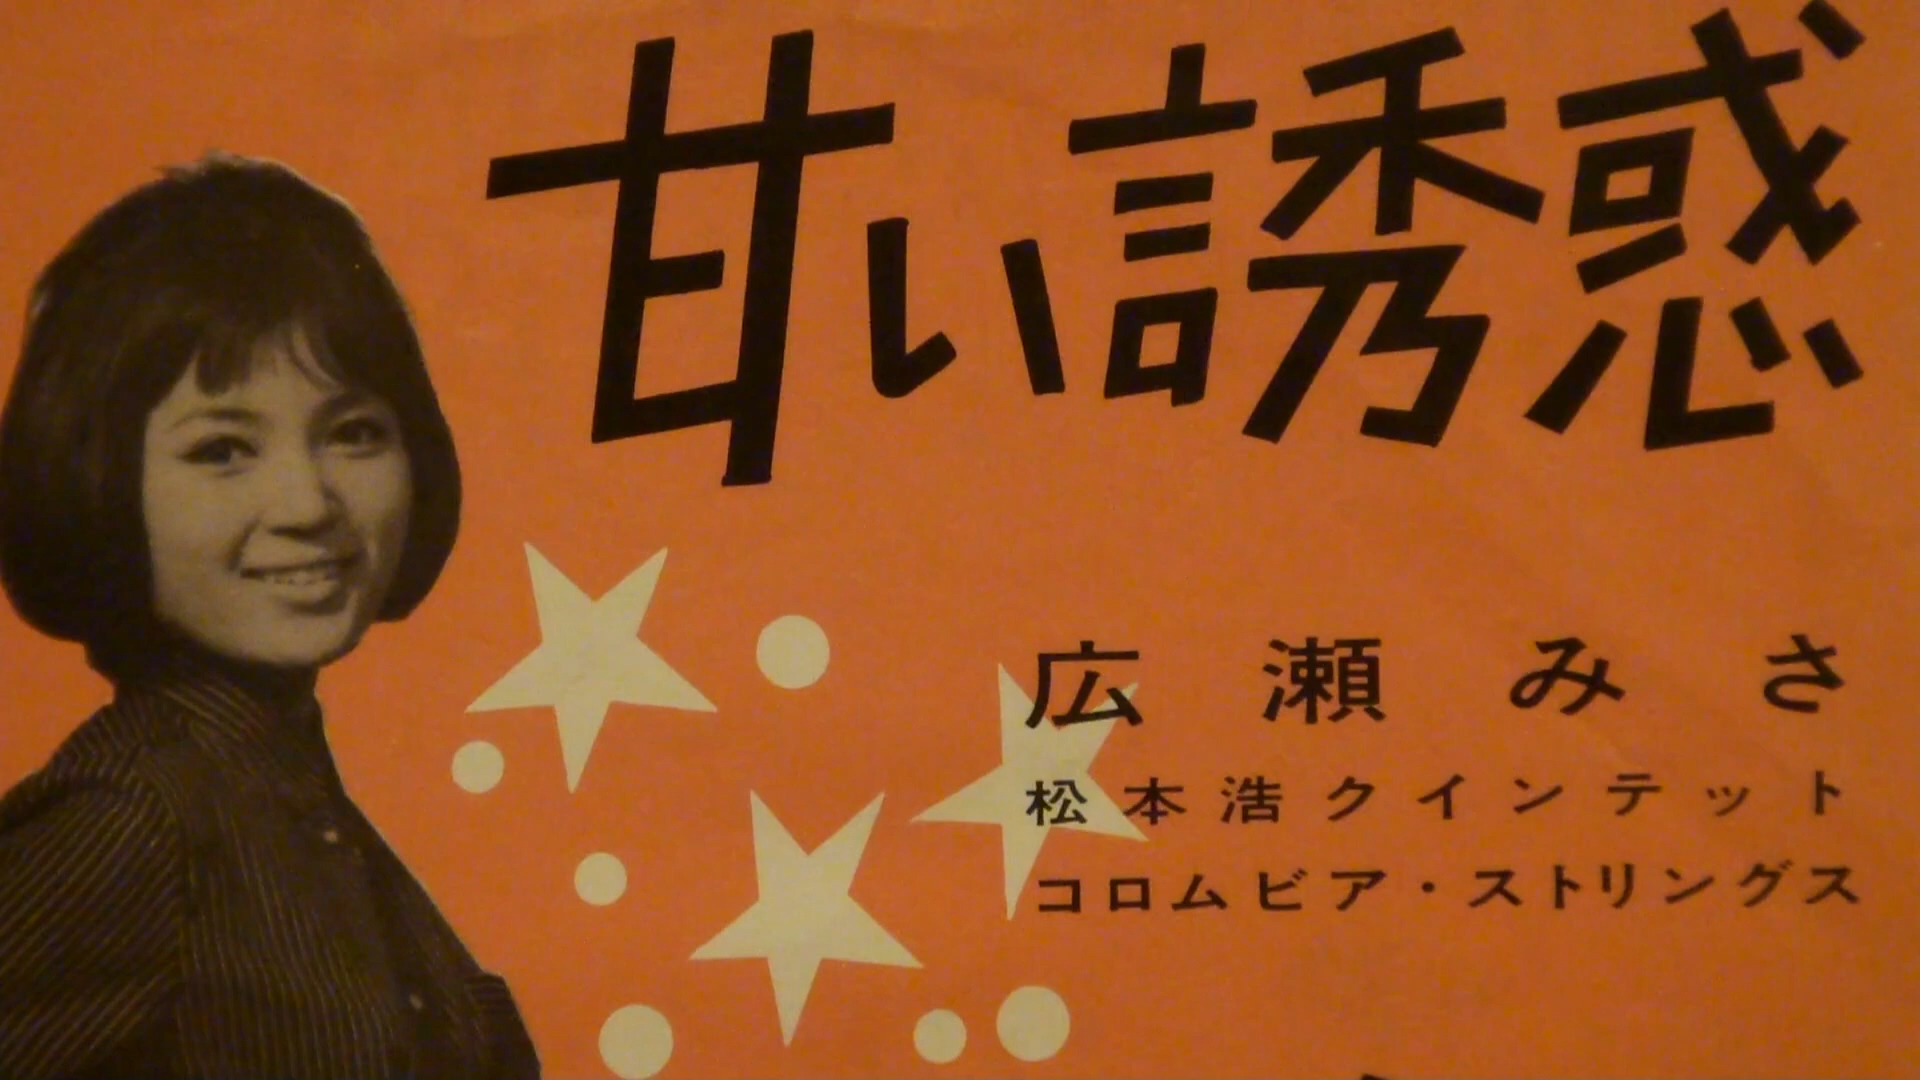 甘い誘惑
広瀬みさ
松本浩クインテット
コロムビア・ストリングス